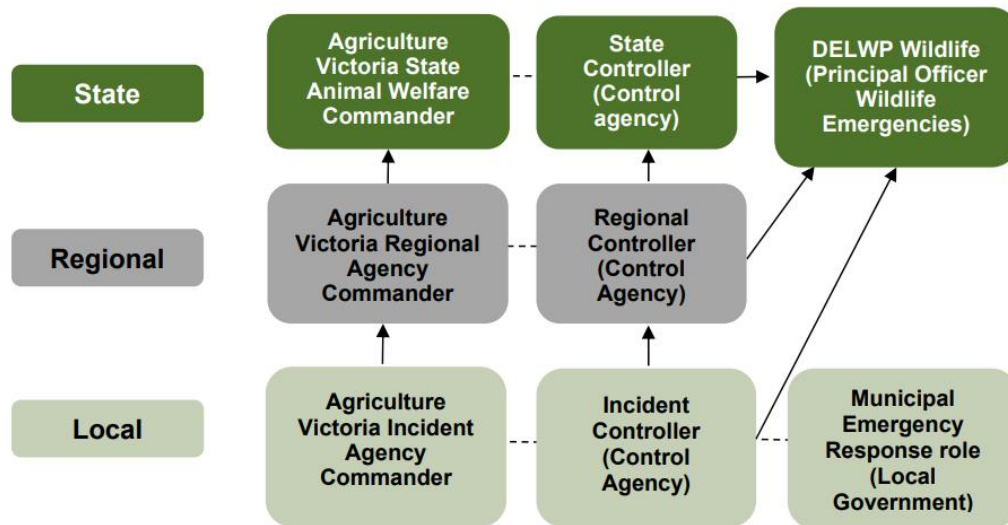 State
Agriculture
Victoria State
Animal Welfare
Commander
State
Controller
(Control
agency)
DELWP Wildlife
(Principal Officer
Wildlife
Emergencies)
Regional
Agriculture
Victoria Regional
Agency
Commander
Regional
Controller
(Control
Agency)
Local
Agriculture
Victoria Incident
Agency
Commander
Incident
Controller
(Control
Agency)
Municipal
Emergency
Response role
(Local
Government)